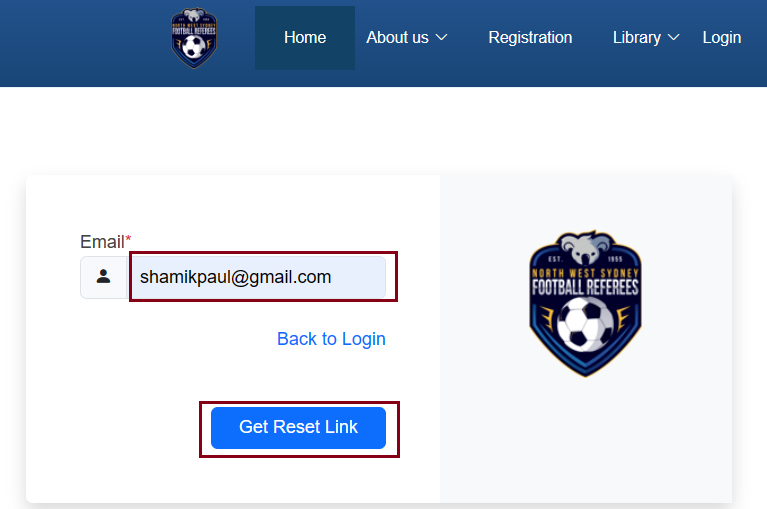 NORTH WEST SYDNEY
FOOTBALL REFEREES
Home
About us
Registration
Library
Login
Email*
shamikpaul@gmail.com
Back to Login
Get Reset Link
EST. 1955
NORTH WEST SYDNEY
FOOTBALL REFEREES